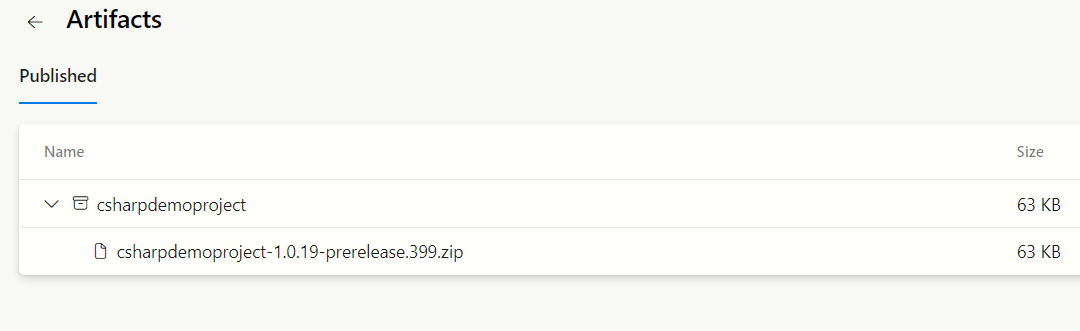 Artifacts
Published
Name Size
csharpdemoproject 63 KB
csharpdemoproject-1.0.19-prerelease.399.zip 63 KB